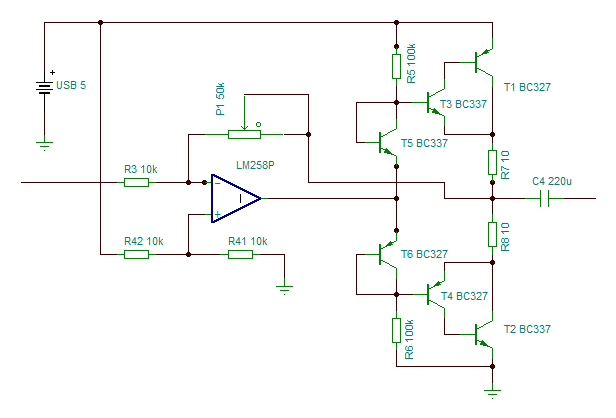 USB 5
+
P1 50k
R5 100k
T1 BC327
T3 BC337
T5 BC337
LM258P
R3 10k
R7 10
C4 220u
−
+
R42 10k
R41 10k
R8 10
T6 BC327
T4 BC327
T2 BC337
R6 100k